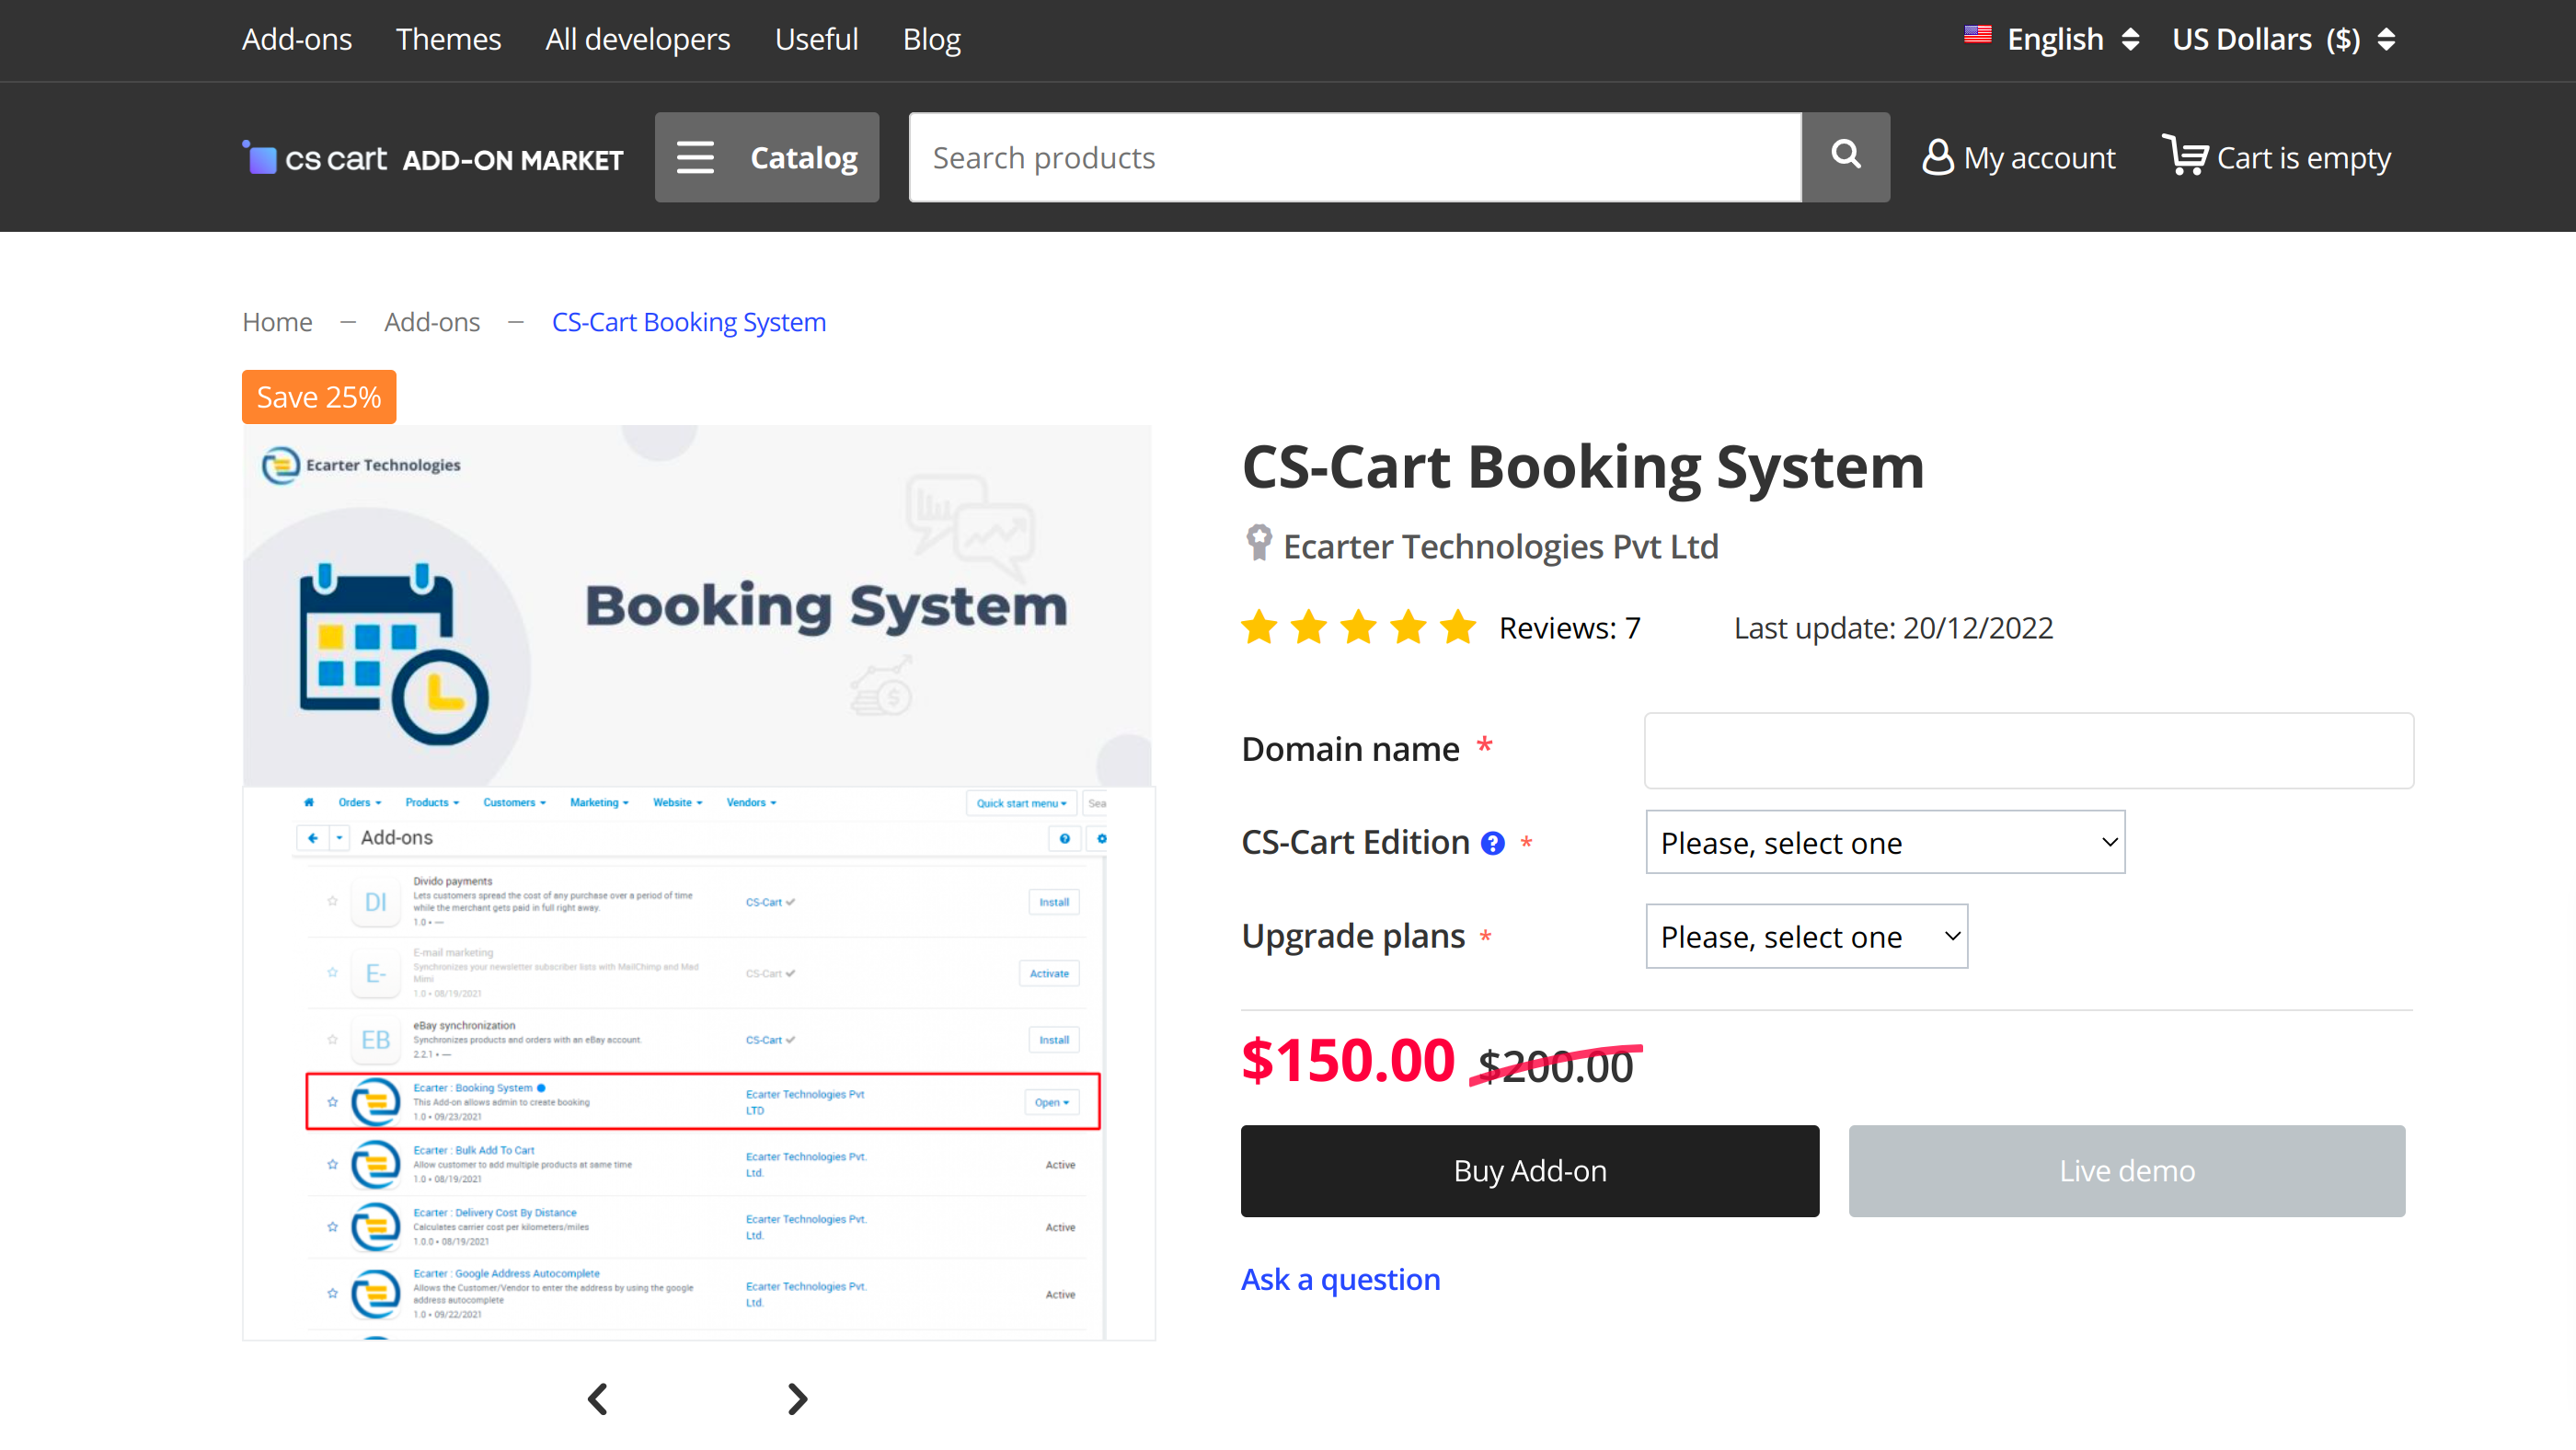 Add-ons Themes All developers Useful Blog English US Dollars ($)
cs cart ADD-ON MARKET Catalog Search products My account Cart is empty
Home — Add-ons — CS-Cart Booking System
Save 25%
Ecarter Technologies
Booking System
Orders Products Customers Marketing Website Vendors Quick start menu Sea
Add-ons
DI
Divido payments
Lets customers spread the cost of any purchase over a period of time
while the merchant gets paid in full right away.
1.0 • —
CS-Cart
Install
E-
E-mail marketing
Synchronizes your newsletter subscriber lists with MailChimp and Mad
Mimi
1.0 • 08/19/2021
CS-Cart
Activate
EB
eBay synchronization
Synchronizes products and orders with an eBay account.
2.2.1 • —
CS-Cart
Install
Ecarter : Booking System
This Add-on allows admin to create booking
1.0 • 09/23/2021
Ecarter Technologies Pvt
LTD
Open
Ecarter : Bulk Add To Cart
Allow customer to add multiple products at same time
1.0 • 08/19/2021
Ecarter Technologies Pvt.
Ltd.
Active
Ecarter : Delivery Cost By Distance
Calculates carrier cost per kilometers/miles
1.0.0 • 08/19/2021
Ecarter Technologies Pvt.
Ltd.
Active
Ecarter : Google Address Autocomplete
Allows the Customer/Vendor to enter the address by using the google
address autocomplete
1.0 • 09/22/2021
Ecarter Technologies Pvt.
Ltd.
Active
CS-Cart Booking System
Ecarter Technologies Pvt Ltd
Reviews: 7 Last update: 20/12/2022
Domain name *
CS-Cart Edition ? * Please, select one
Upgrade plans * Please, select one
$150.00 $200.00
Buy Add-on Live demo
Ask a question